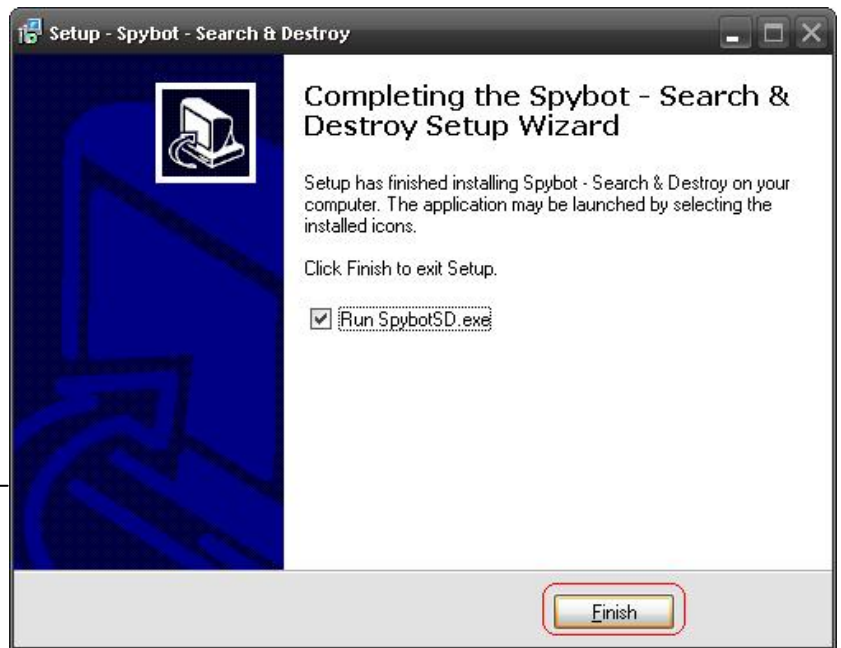 Setup - Spybot - Search & Destroy
Completing the Spybot - Search &
Destroy Setup Wizard
Setup has finished installing Spybot - Search & Destroy on your
computer. The application may be launched by selecting the
installed icons.
Click Finish to exit Setup.
Run SpybotSD.exe
Finish